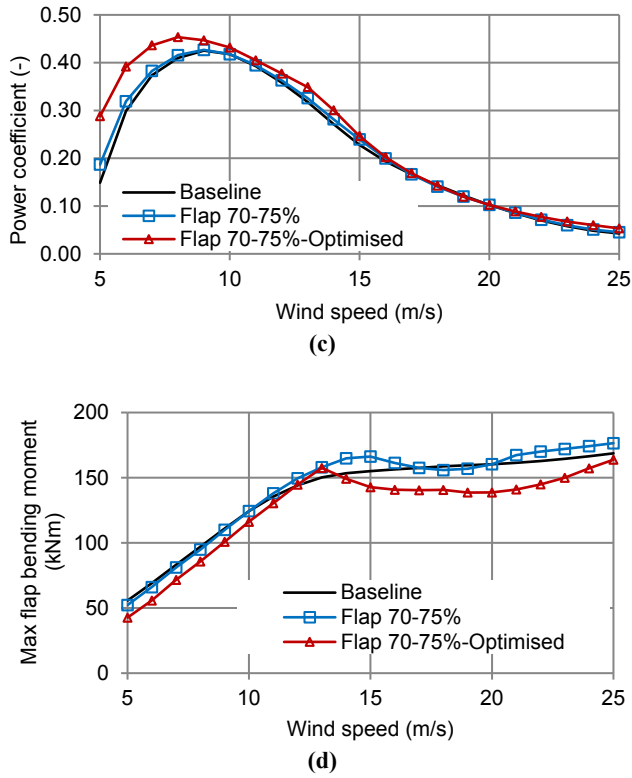 0.50
0.40
0.30
0.20
0.10
0.00
Power coefficient (-)
Baseline
Flap 70-75%
Flap 70-75%-Optimised
5 10 15 20 25
Wind speed (m/s)
(c)
200
150
100
50
0
Max flap bending moment
(kNm)
Baseline
Flap 70-75%
Flap 70-75%-Optimised
5 10 15 20 25
Wind speed (m/s)
(d)